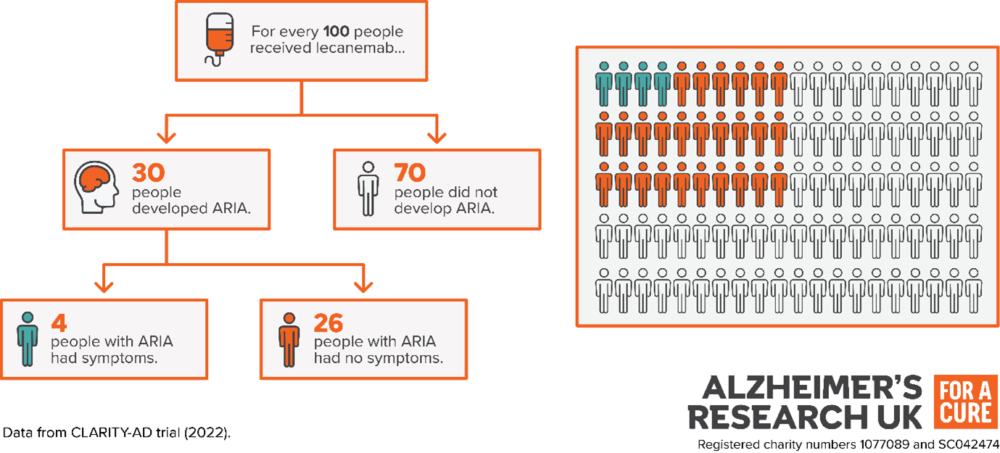 For every 100 people
received lecanemab...
30
people
developed ARIA.
70
people did not
develop ARIA.
4
people with ARIA
had symptoms.
26
people with ARIA
had no symptoms.
Data from CLARITY-AD trial (2022).
ALZHEIMER'S
RESEARCH UK
FOR A
CURE
Registered charity numbers 1077089 and SC042474